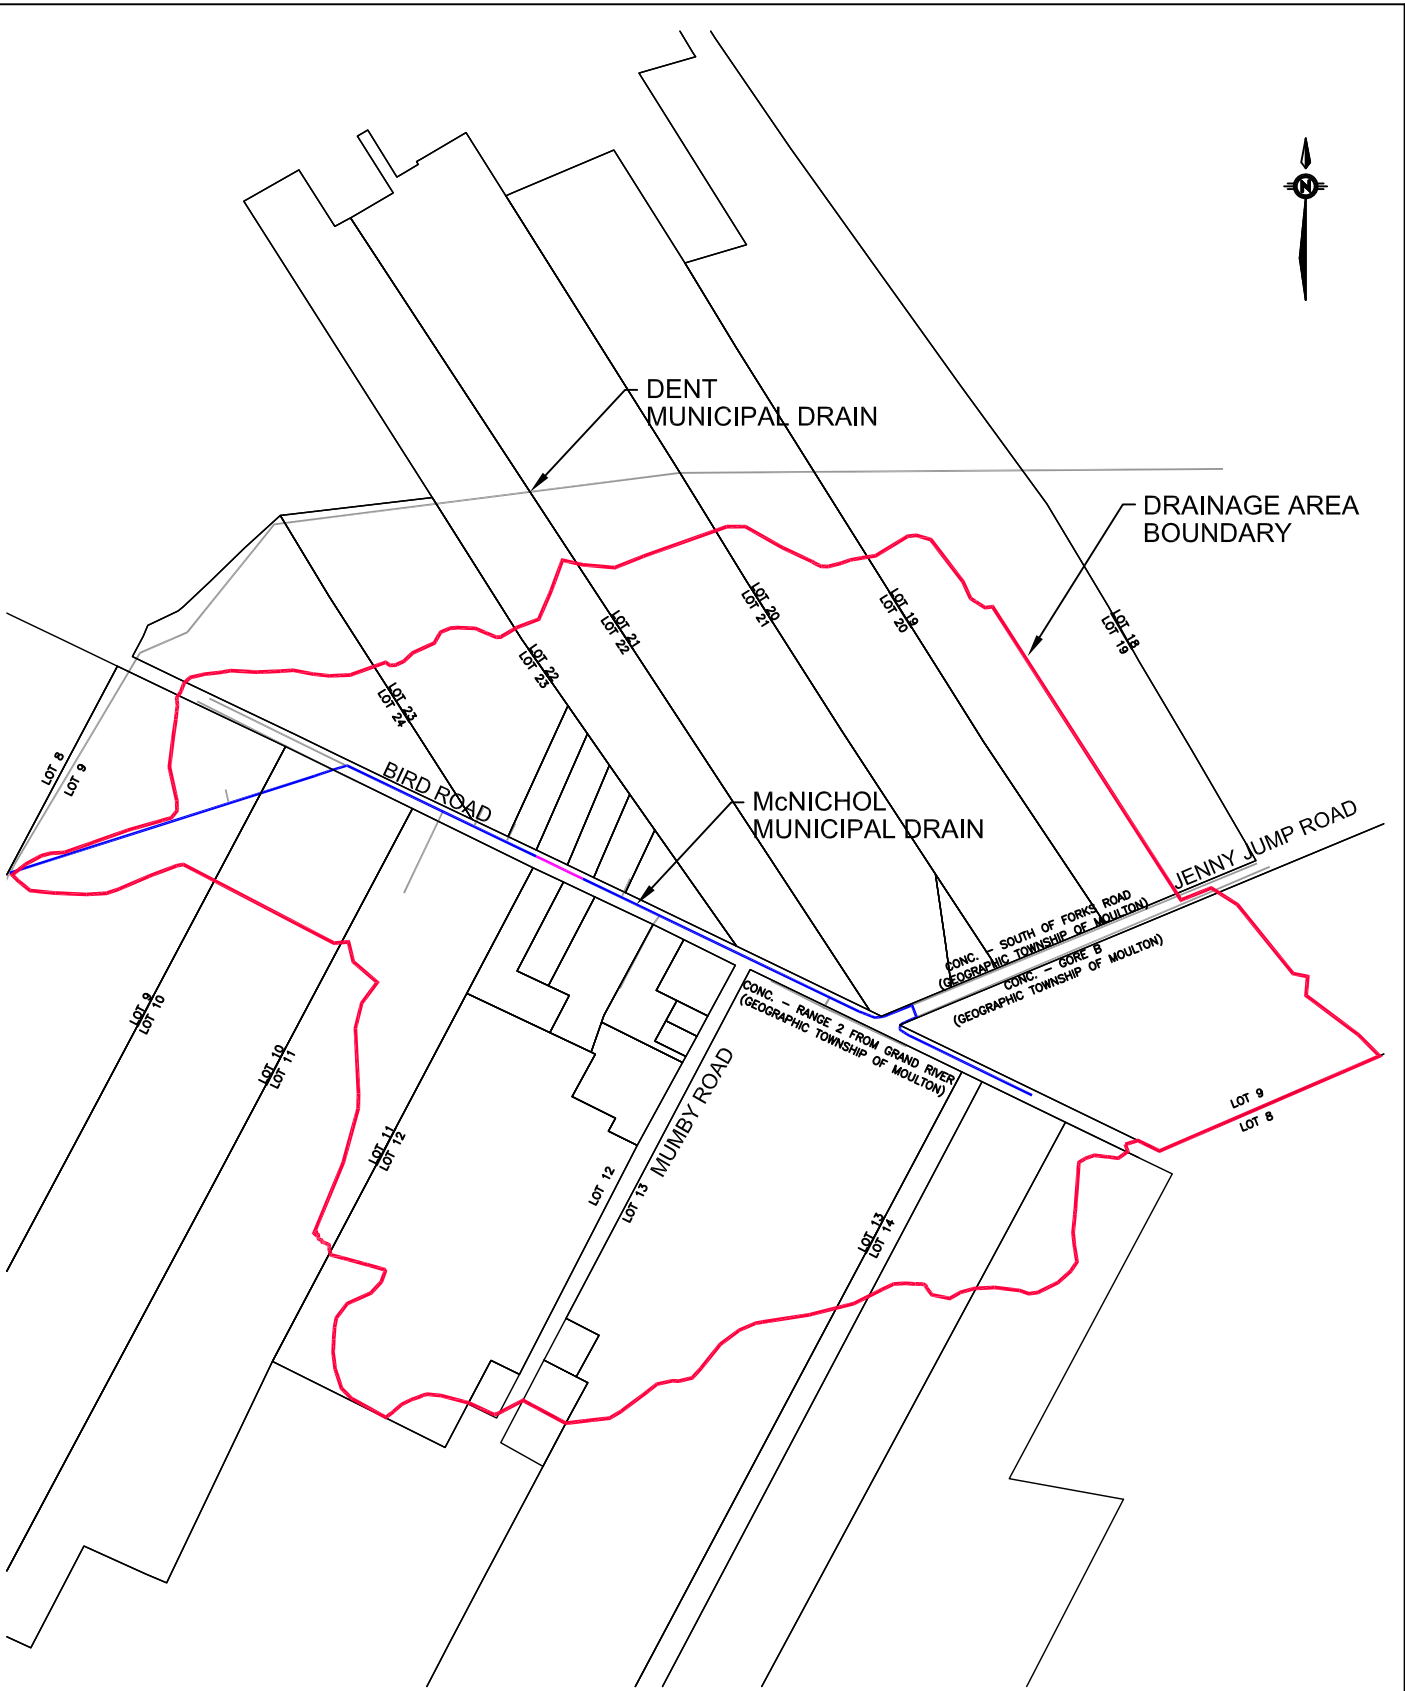 N
DENT
MUNICIPAL DRAIN
DRAINAGE AREA
BOUNDARY
LOT 20
LOT 21
LOT 19
LOT 20
LOT 21
LOT 22
LOT 18
LOT 19
LOT 22
LOT 23
LOT 23
LOT 24
LOT 8
LOT 9
BIRD ROAD
McNICHOL
MUNICIPAL DRAIN
JENNY JUMP ROAD
CONC. – SOUTH OF FORKS ROAD
(GEOGRAPHIC TOWNSHIP OF MOULTON)
CONC. – GORE B
(GEOGRAPHIC TOWNSHIP OF MOULTON)
CONC. – RANGE 2 FROM GRAND RIVER
(GEOGRAPHIC TOWNSHIP OF MOULTON)
LOT 9
LOT 10
LOT 10
LOT 11
LOT 11
LOT 12
MUMBY ROAD
LOT 12
LOT 13
LOT 13
LOT 14
LOT 9
LOT 8